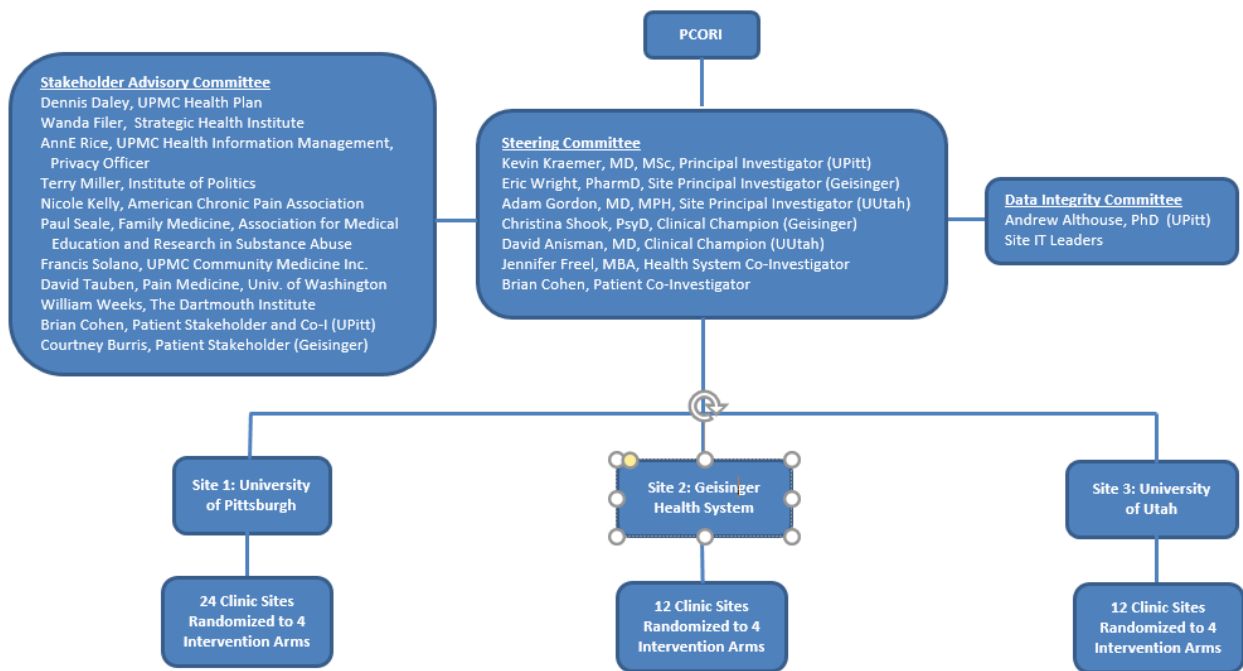 PCORI
Stakeholder Advisory Committee
Dennis Daley, UPMC Health Plan
Wanda Filer, Strategic Health Institute
AnnE Rice, UPMC Health Information Management,
Privacy Officer
Terry Miller, Institute of Politics
Nicole Kelly, American Chronic Pain Association
Paul Seale, Family Medicine, Association for Medical
Education and Research in Substance Abuse
Francis Solano, UPMC Community Medicine Inc.
David Tauben, Pain Medicine, Univ. of Washington
William Weeks, The Dartmouth Institute
Brian Cohen, Patient Stakeholder and Co-I (UPitt)
Courtney Burris, Patient Stakeholder (Geisinger)
Steering Committee
Kevin Kraemer, MD, MSc, Principal Investigator (UPitt)
Eric Wright, PharmD, Site Principal Investigator (Geisinger)
Adam Gordon, MD, MPH, Site Principal Investigator (UUtah)
Christina Shook, PsyD, Clinical Champion (Geisinger)
David Anisman, MD, Clinical Champion (UUtah)
Jennifer Freel, MBA, Health System Co-Investigator
Brian Cohen, Patient Co-Investigator
Data Integrity Committee
Andrew Althouse, PhD (UPitt)
Site IT Leaders
Site 1: University
of Pittsburgh
Site 2: Geisinger
Health System
Site 3: University
of Utah
24 Clinic Sites
Randomized to 4
Intervention Arms
12 Clinic Sites
Randomized to 4
Intervention Arms
12 Clinic Sites
Randomized to 4
Intervention Arms